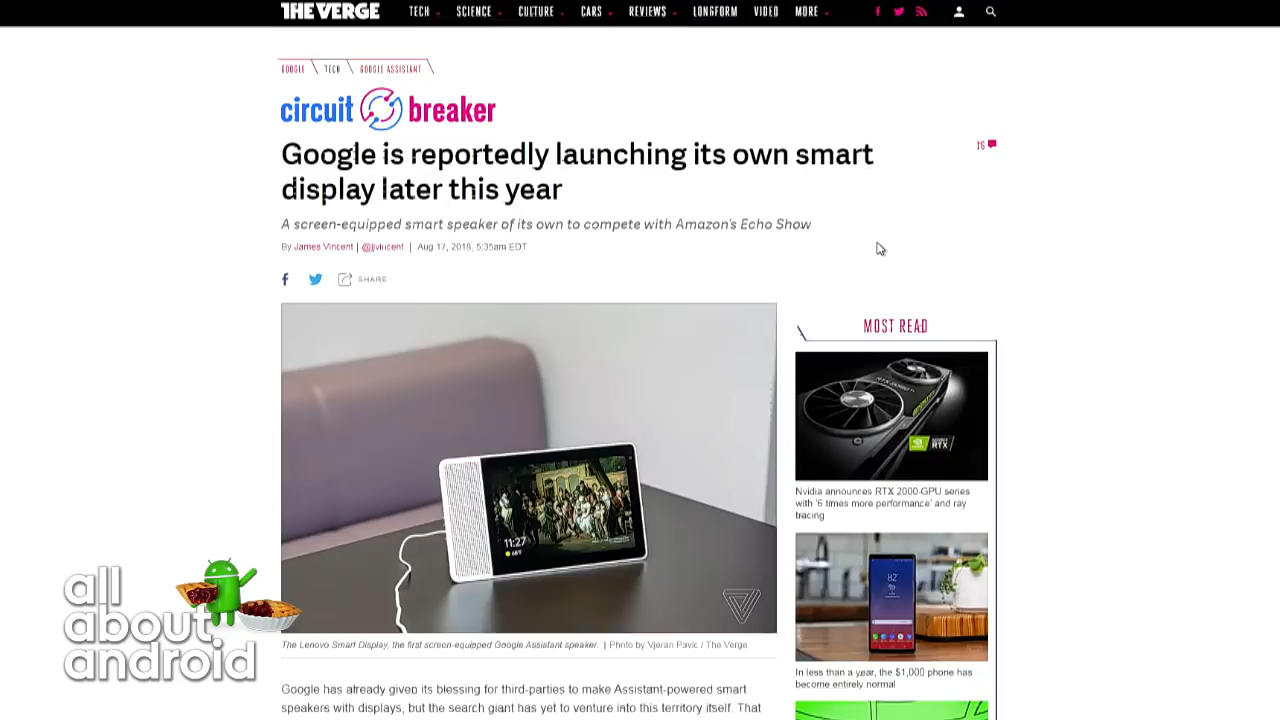 THE VERGE
TECH SCIENCE CULTURE CARS REVIEWS LONGFORM VIDEO MORE
GOOGLE TECH GOOGLE ASSISTANT
circuit breaker
Google is reportedly launching its own smart
display later this year
A screen-equipped smart speaker of its own to compete with Amazon's Echo Show
By James Vincent | @jjvincent | Aug 17, 2018, 5:35am EDT
SHARE
MOST READ
RTX
Nvidia announces RTX 2000-GPU series
with '6 times more performance' and ray
tracing
11:27
82°
In less than a year, the $1,000 phone has
become entirely normal
all
about
android
The Lenovo Smart Display, the first screen-equipped Google Assistant speaker. | Photo by Vjeran Pavic / The Verge
Google has already given its blessing for third-parties to make Assistant-powered smart
speakers with displays, but the search giant has yet to venture into this territory itself. That